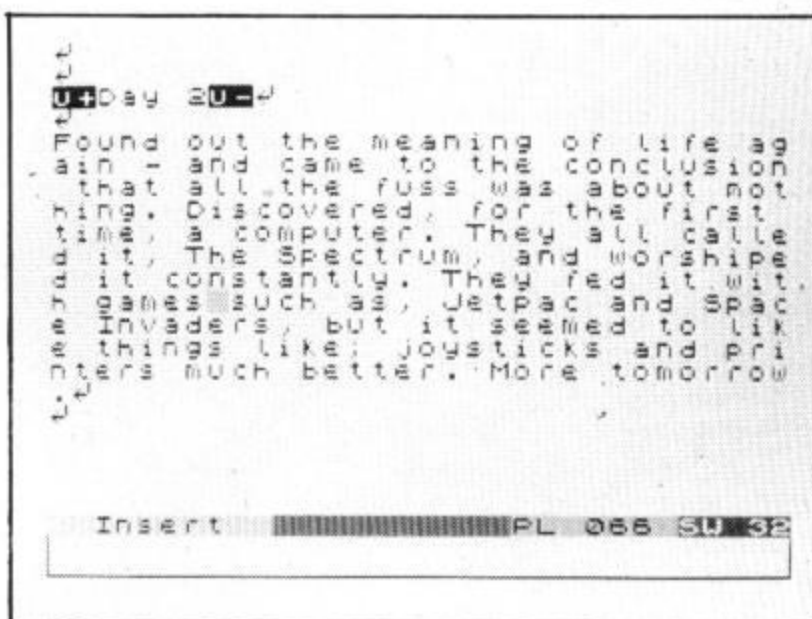 ↵
↵
U+Day 2U-↵
↵
Found out the meaning of life ag
ain - and came to the conclusion
 that all the fuss was about not
hing. Discovered, for the first 
time, a computer. They all calle
d it, The Spectrum, and worshipe
d it constantly. They fed it wit
h games such as, Jetpac and Spac
e Invaders, but it seemed to lik
e things like; joysticks and pri
nters much better. More tomorrow
.↵
↵
Insert PL 066 SW 32